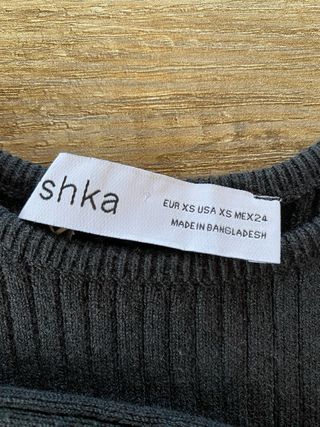 shka
EUR XS USA XS MEX24
MADE IN BANGLADESH